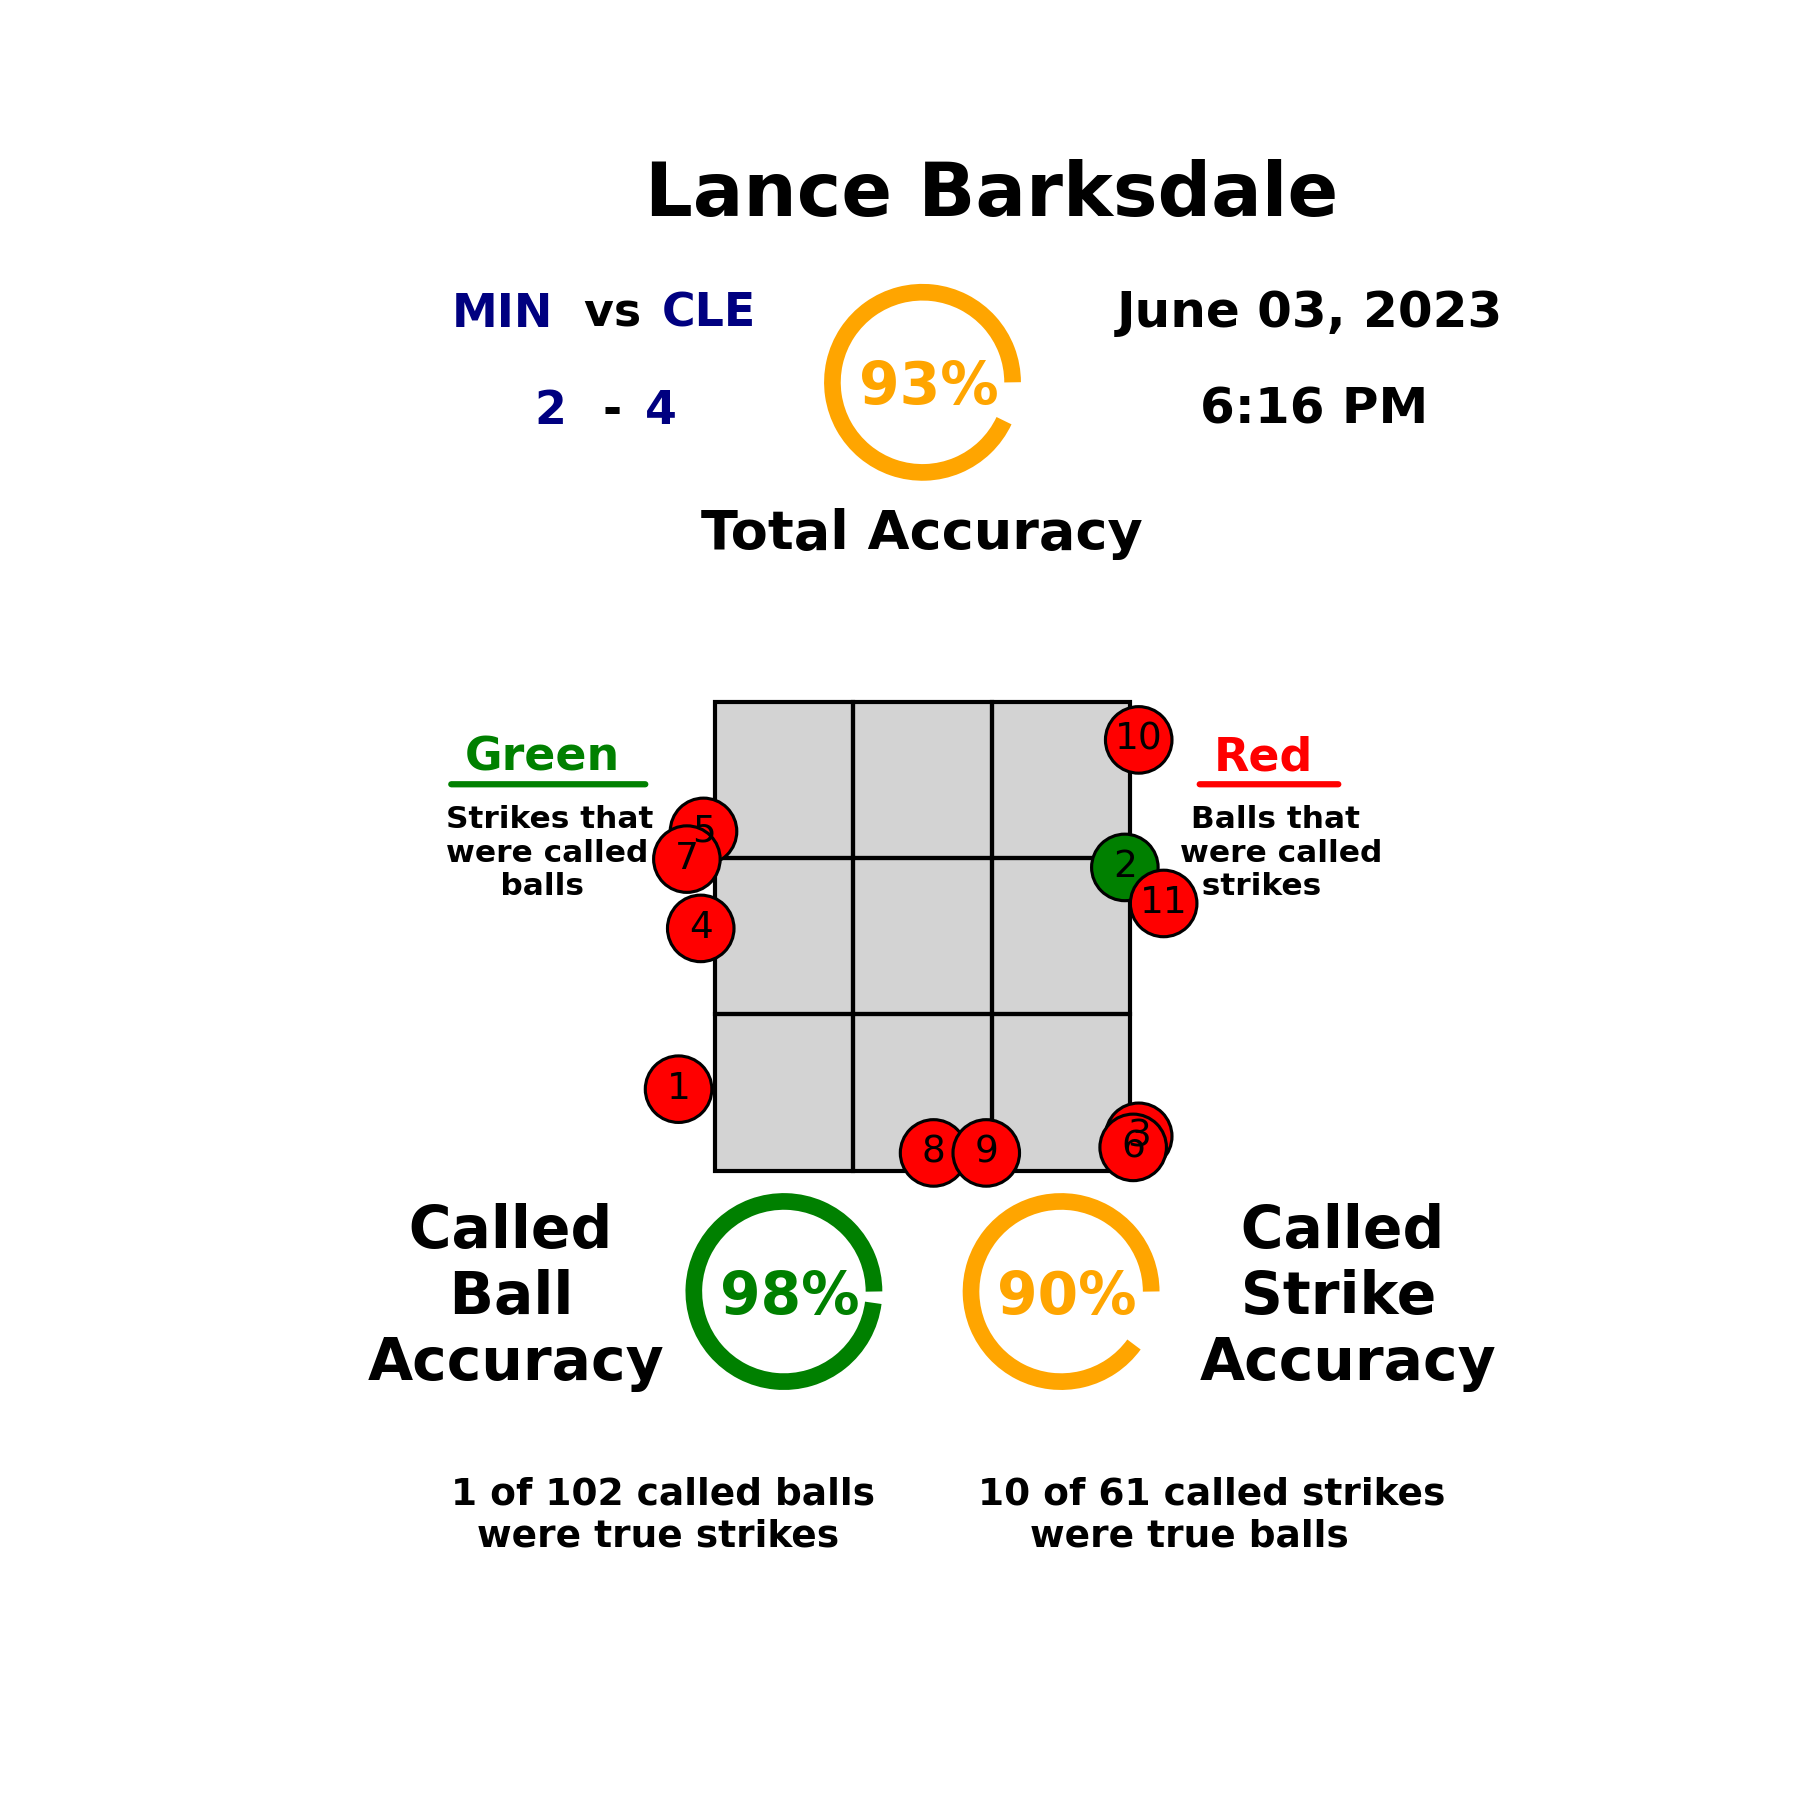 Lance Barksdale
MIN vs CLE
June 03, 2023
2 - 4
93%
6:16 PM
Total Accuracy
Green
Strikes that
were called
balls
Red
Balls that
were called
strikes
10
5
7
2
11
4
1
3
6
8
9
Called
Ball
Accuracy
98%
90%
Called
Strike
Accuracy
1 of 102 called balls
were true strikes
10 of 61 called strikes
were true balls